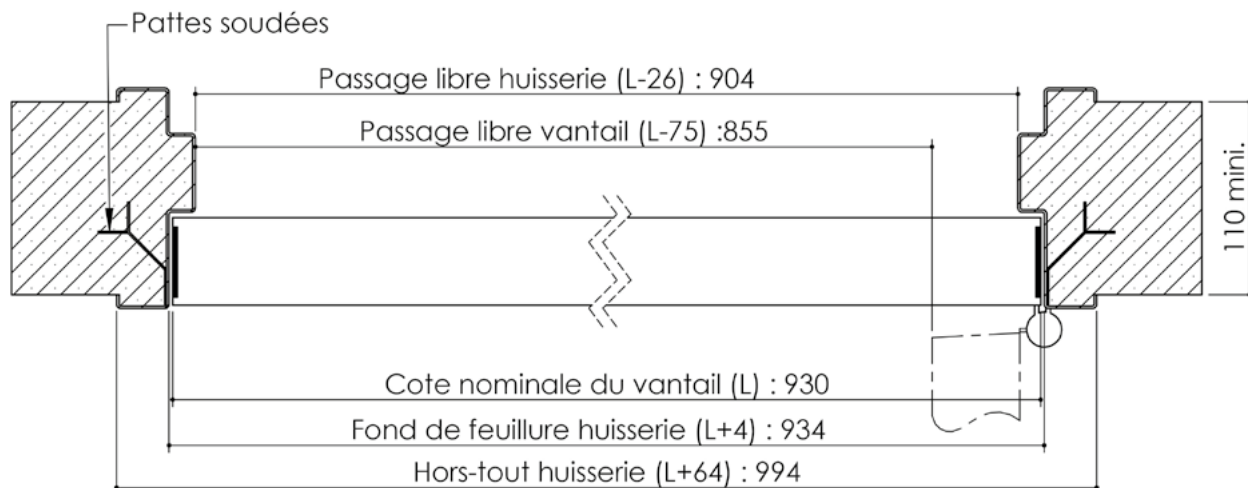 Pattes soudées
Passage libre huisserie (L-26) : 904
Passage libre vantail (L-75) :855
110 mini.
Cote nominale du vantail (L) : 930
Fond de feuillure huisserie (L+4) : 934
Hors-tout huisserie (L+64) : 994